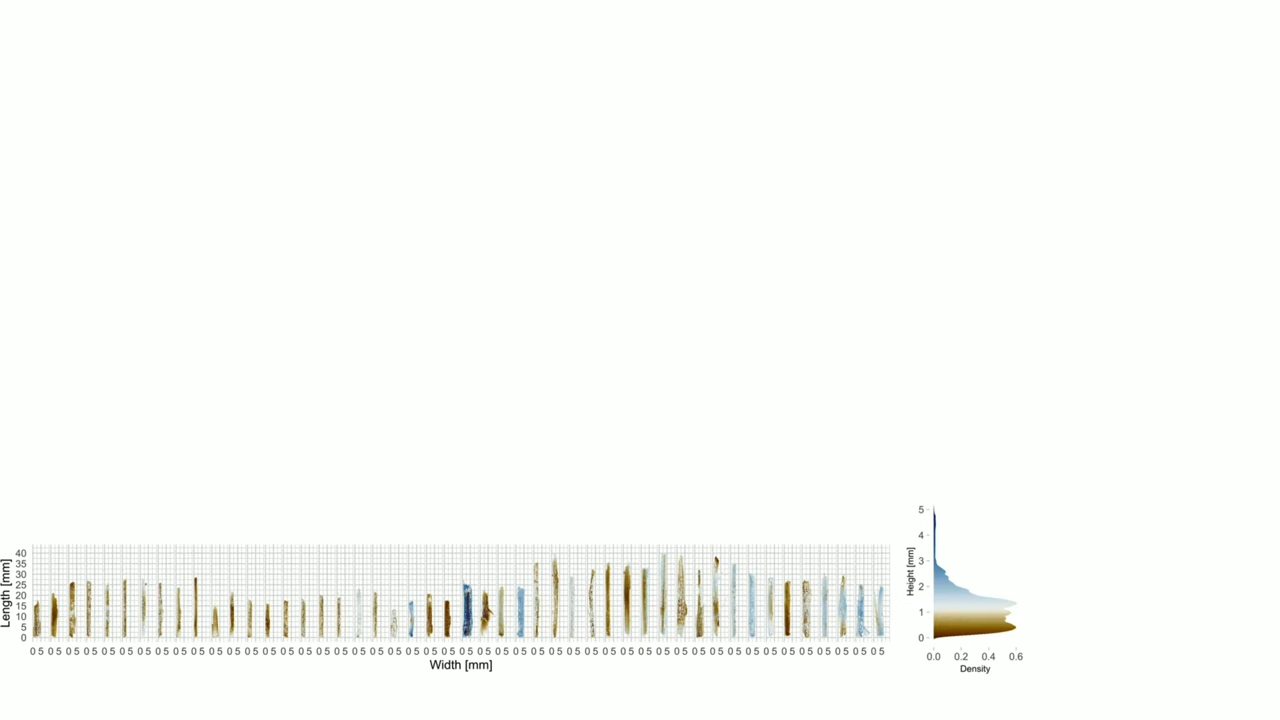 Length [mm]
40
35
30
25
20
15
10
5
0
0 5 0 5 0 5 0 5 0 5 0 5 0 5 0 5 0 5 0 5 0 5 0 5 0 5 0 5 0 5 0 5 0 5 0 5 0 5 0 5 0 5 0 5 0 5 0 5 0 5 0 5 0 5 0 5 0 5 0 5 0 5 0 5 0 5 0 5 0 5 0 5 0 5 0 5 0 5 0 5 0 5 0 5 0 5 0 5 0 5 0 5 0 5 0 5
Width [mm]
Height [mm]
5
4
3
2
1
0
0.0 0.2 0.4 0.6
Density